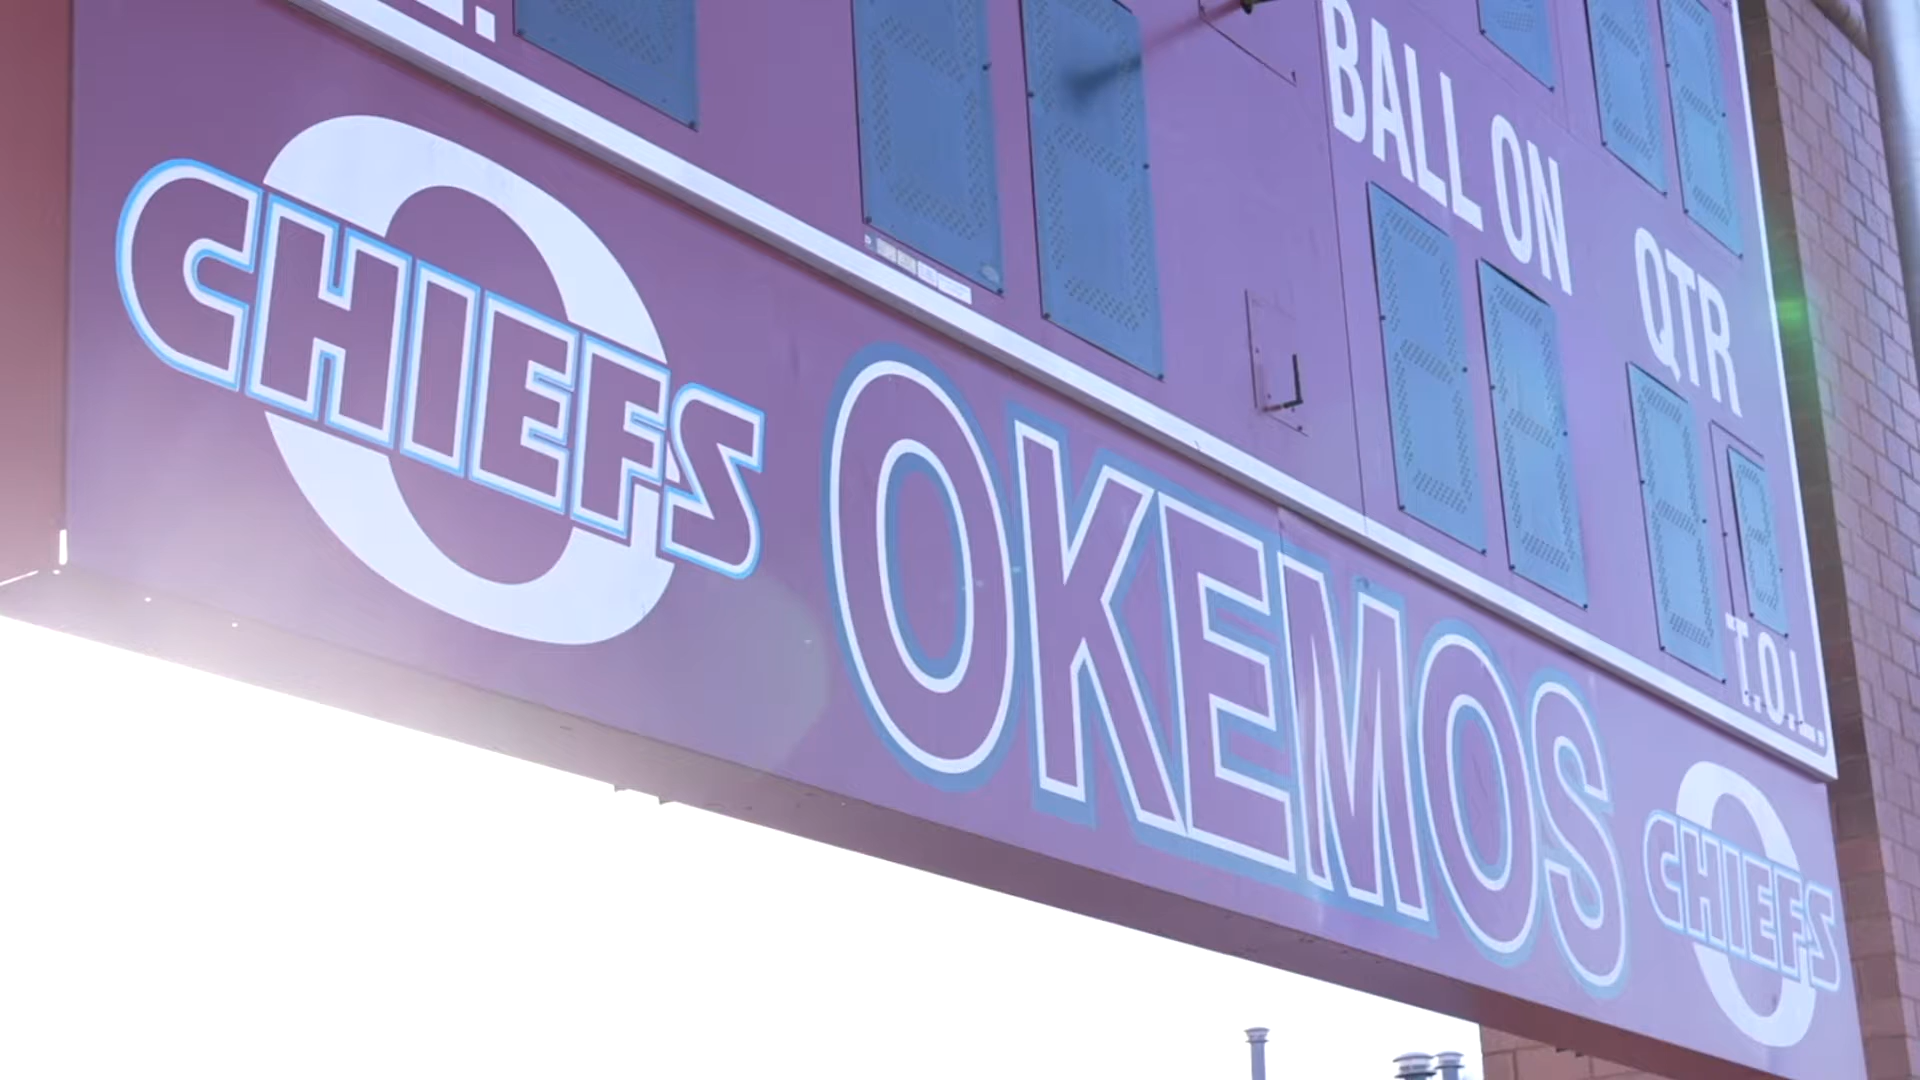 BALL ON
QTR
T.O.L.
CHIEFS
OKEMOS
CHIEFS